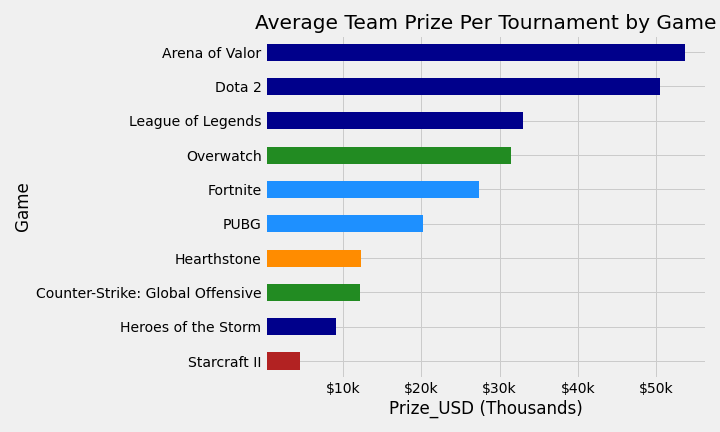 Average Team Prize Per Tournament by Game
Arena of Valor
Dota 2
League of Legends
Overwatch
Fortnite
PUBG
Hearthstone
Counter-Strike: Global Offensive
Heroes of the Storm
Starcraft II
Game
$10k $20k $30k $40k $50k
Prize_USD (Thousands)